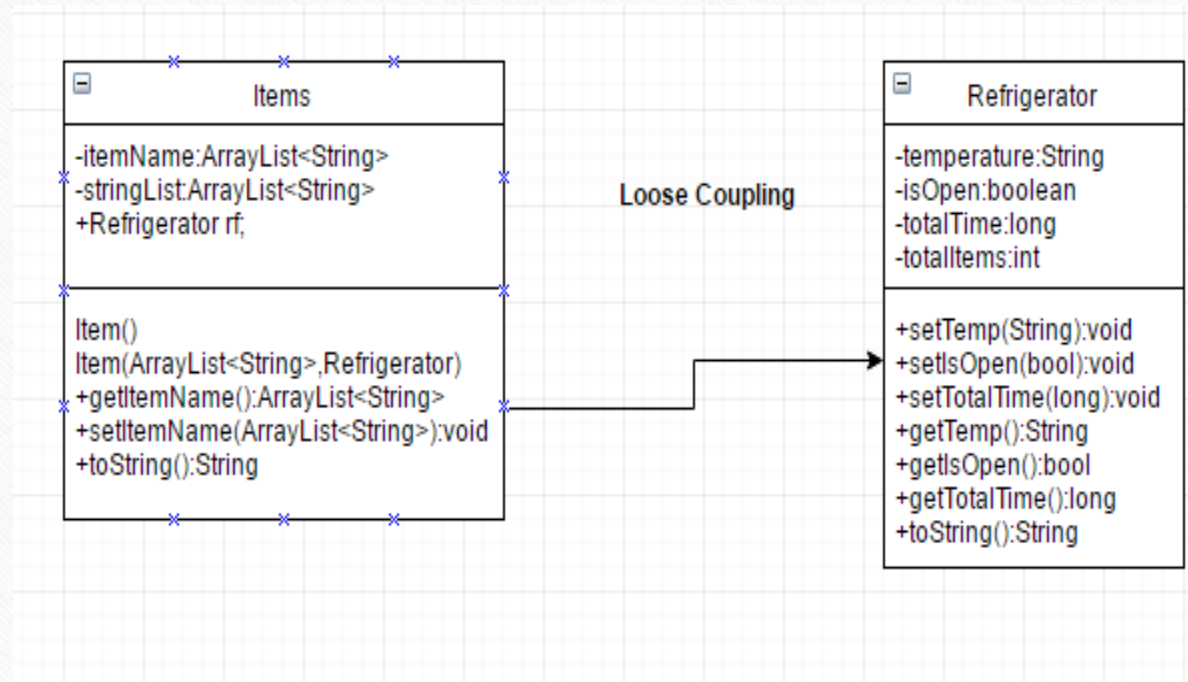 Items
-itemName:ArrayList<String>
-stringList:ArrayList<String>
+Refrigerator rf;
Item()
Item(ArrayList<String>,Refrigerator)
+getItemName():ArrayList<String>
+setItemName(ArrayList<String>):void
+toString():String
Loose Coupling
Refrigerator
-temperature:String
-isOpen:boolean
-totalTime:long
-totalItems:int
+setTemp(String):void
+setIsOpen(bool):void
+setTotalTime(long):void
+getTemp():String
+getIsOpen():bool
+getTotalTime():long
+toString():String